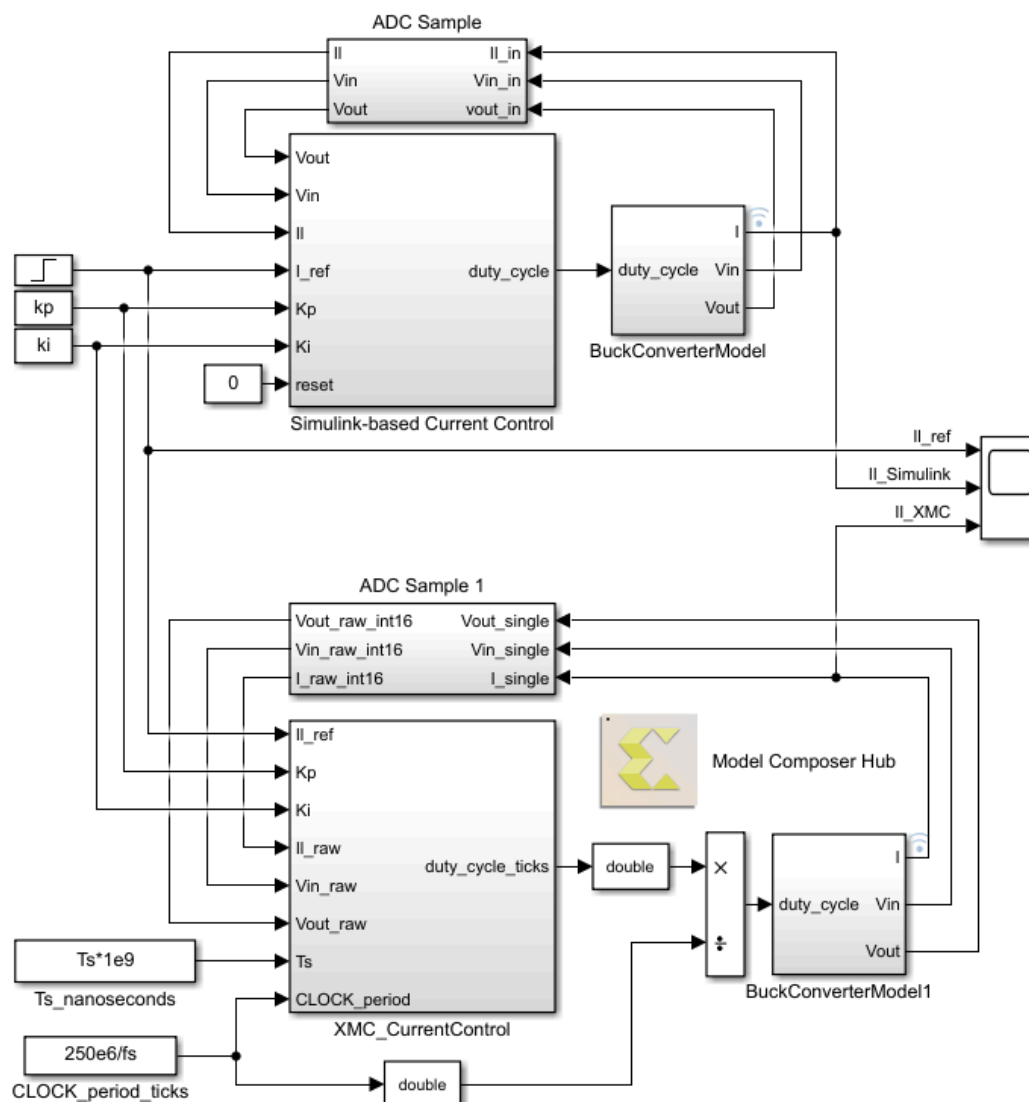 ADC Sample
Il
Il_in
Vin
Vin_in
Vout
vout_in
Vout
Vin
Il
I_ref
duty_cycle
Kp
Ki
reset
kp
ki
0
Simulink-based Current Control
duty_cycle
I
Vin
Vout
BuckConverterModel
Il_ref
Il_Simulink
Il_XMC
ADC Sample 1
Vout_raw_int16
Vout_single
Vin_raw_int16
Vin_single
I_raw_int16
I_single
Il_ref
Kp
Ki
Il_raw
duty_cycle_ticks
Vin_raw
Vout_raw
Ts
CLOCK_period
XMC_CurrentControl
Model Composer Hub
double
×
÷
duty_cycle
I
Vin
Vout
BuckConverterModel1
Ts*1e9
Ts_nanoseconds
250e6/fs
CLOCK_period_ticks
double